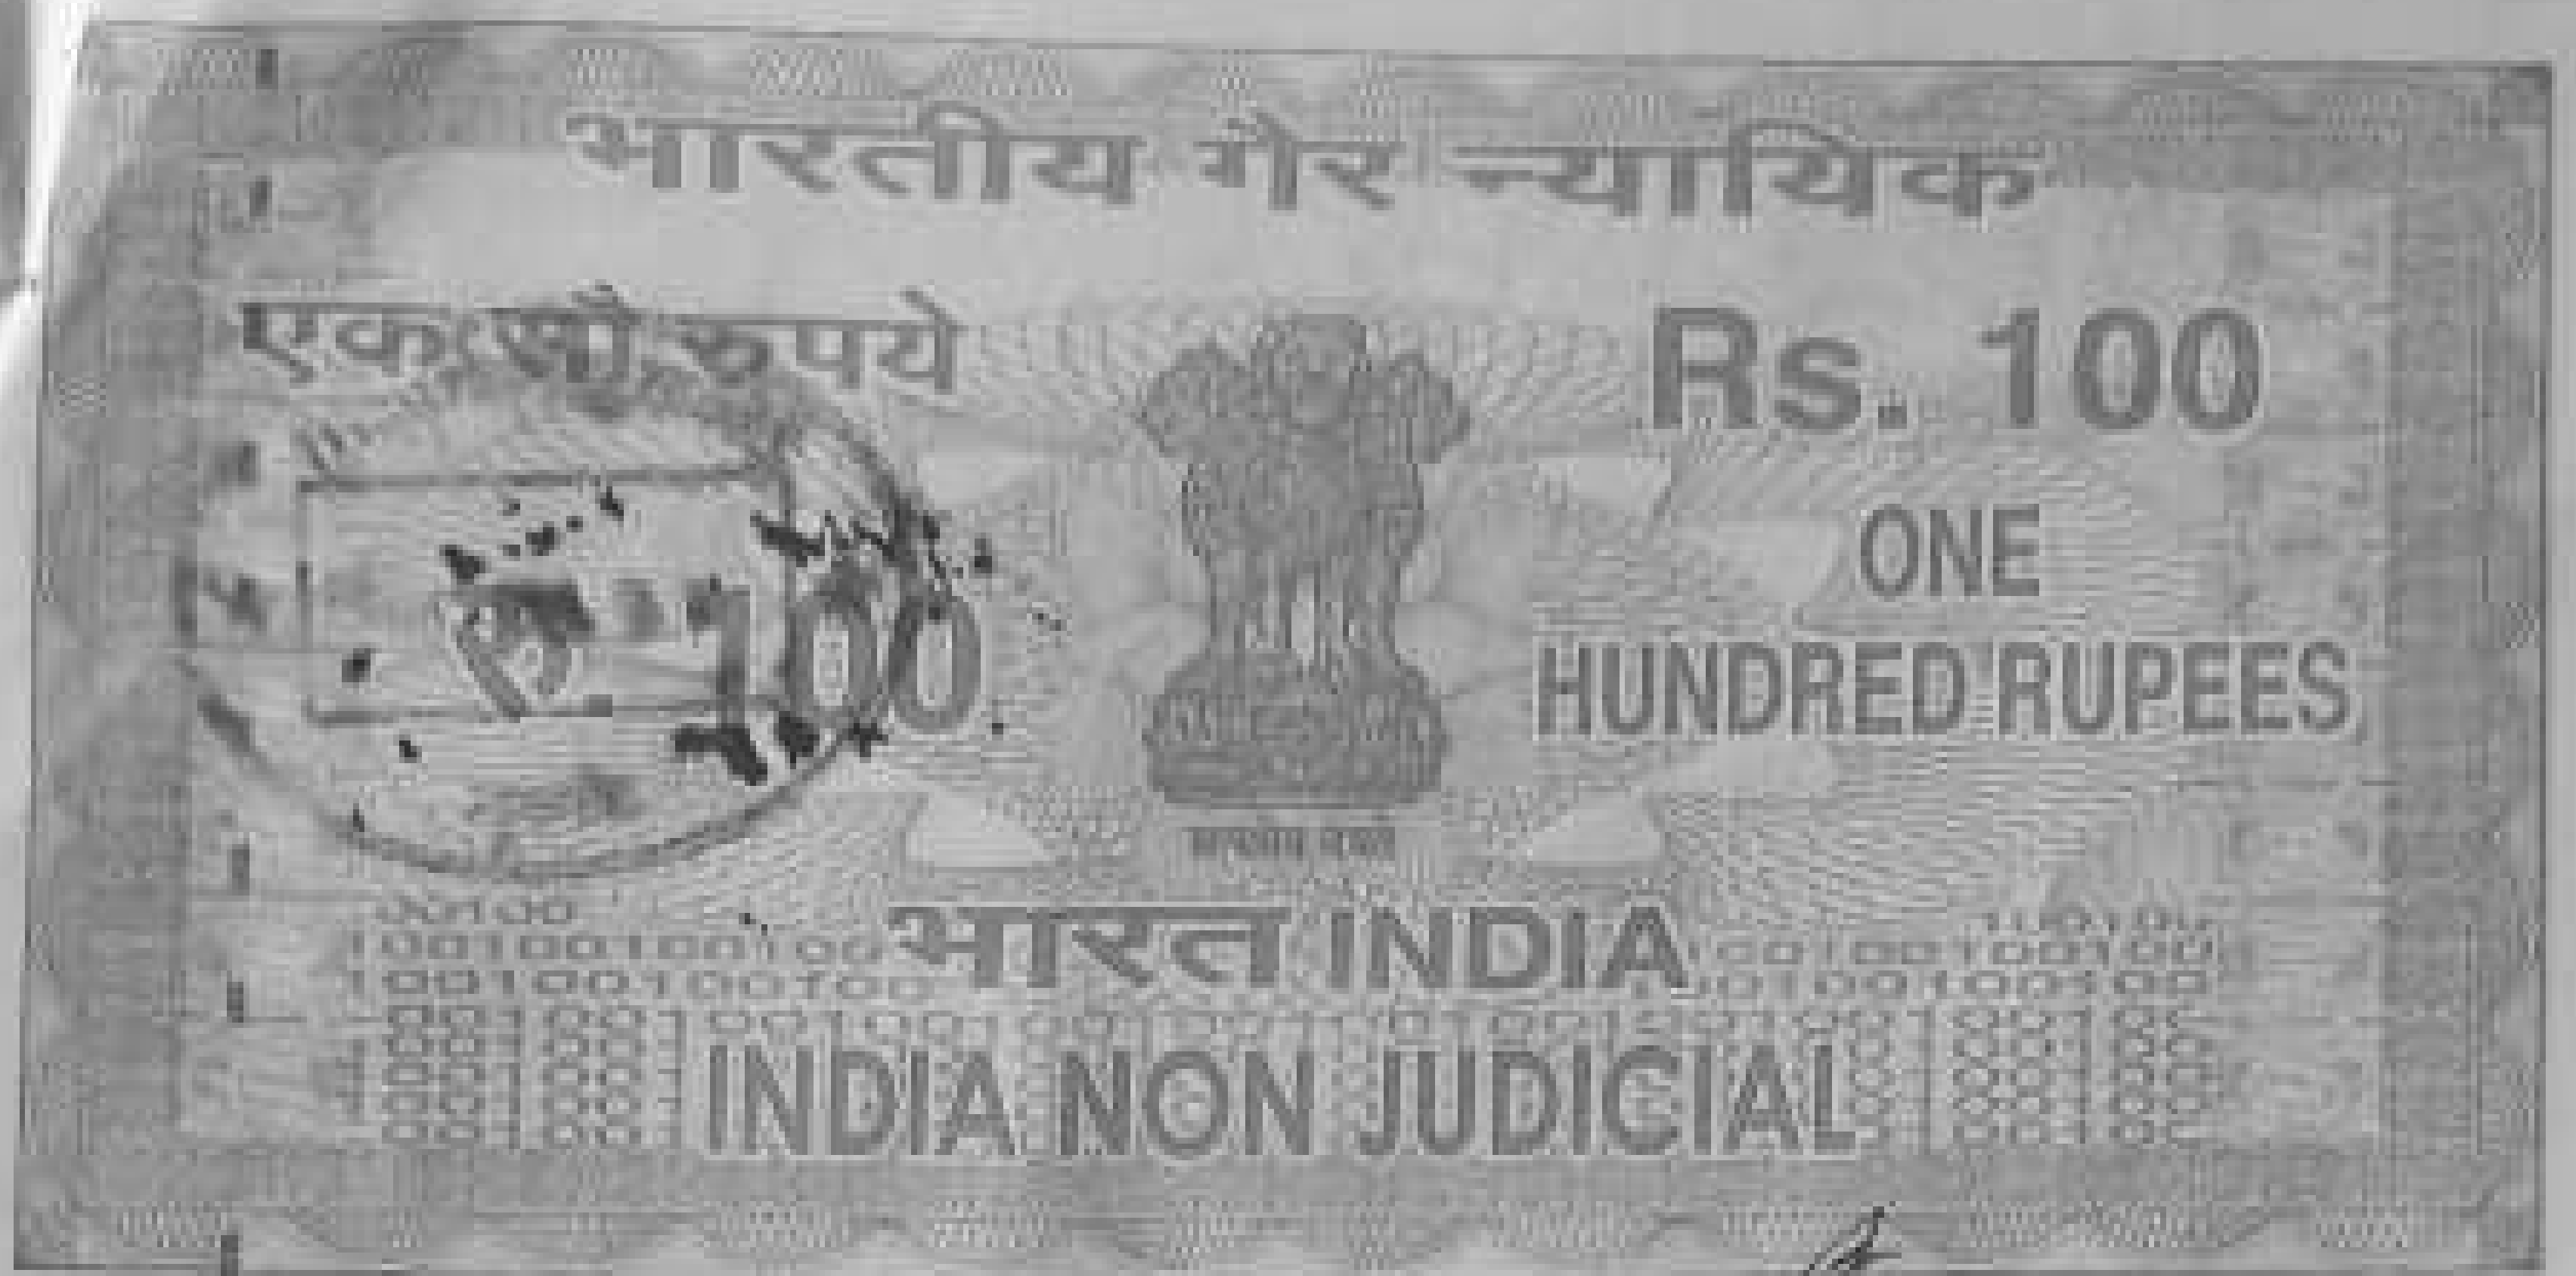 भारतीय गैर न्यायिक
एक सौ रुपये
Rs. 100
ONE
HUNDRED RUPEES
रु 100
भारत INDIA
INDIA NON JUDICIAL